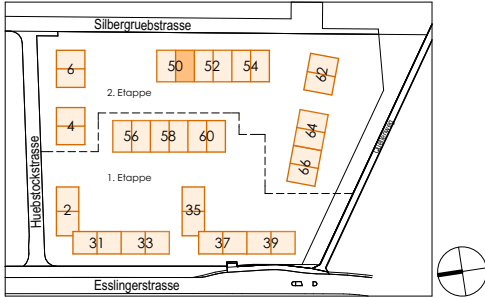 Silbergruebstrasse
6
50 52 54
62
2. Etappe
4
56 58 60
64
Huebstockstrasse
66
1. Etappe
2
35
31 33
37 39
Esslingerstrasse